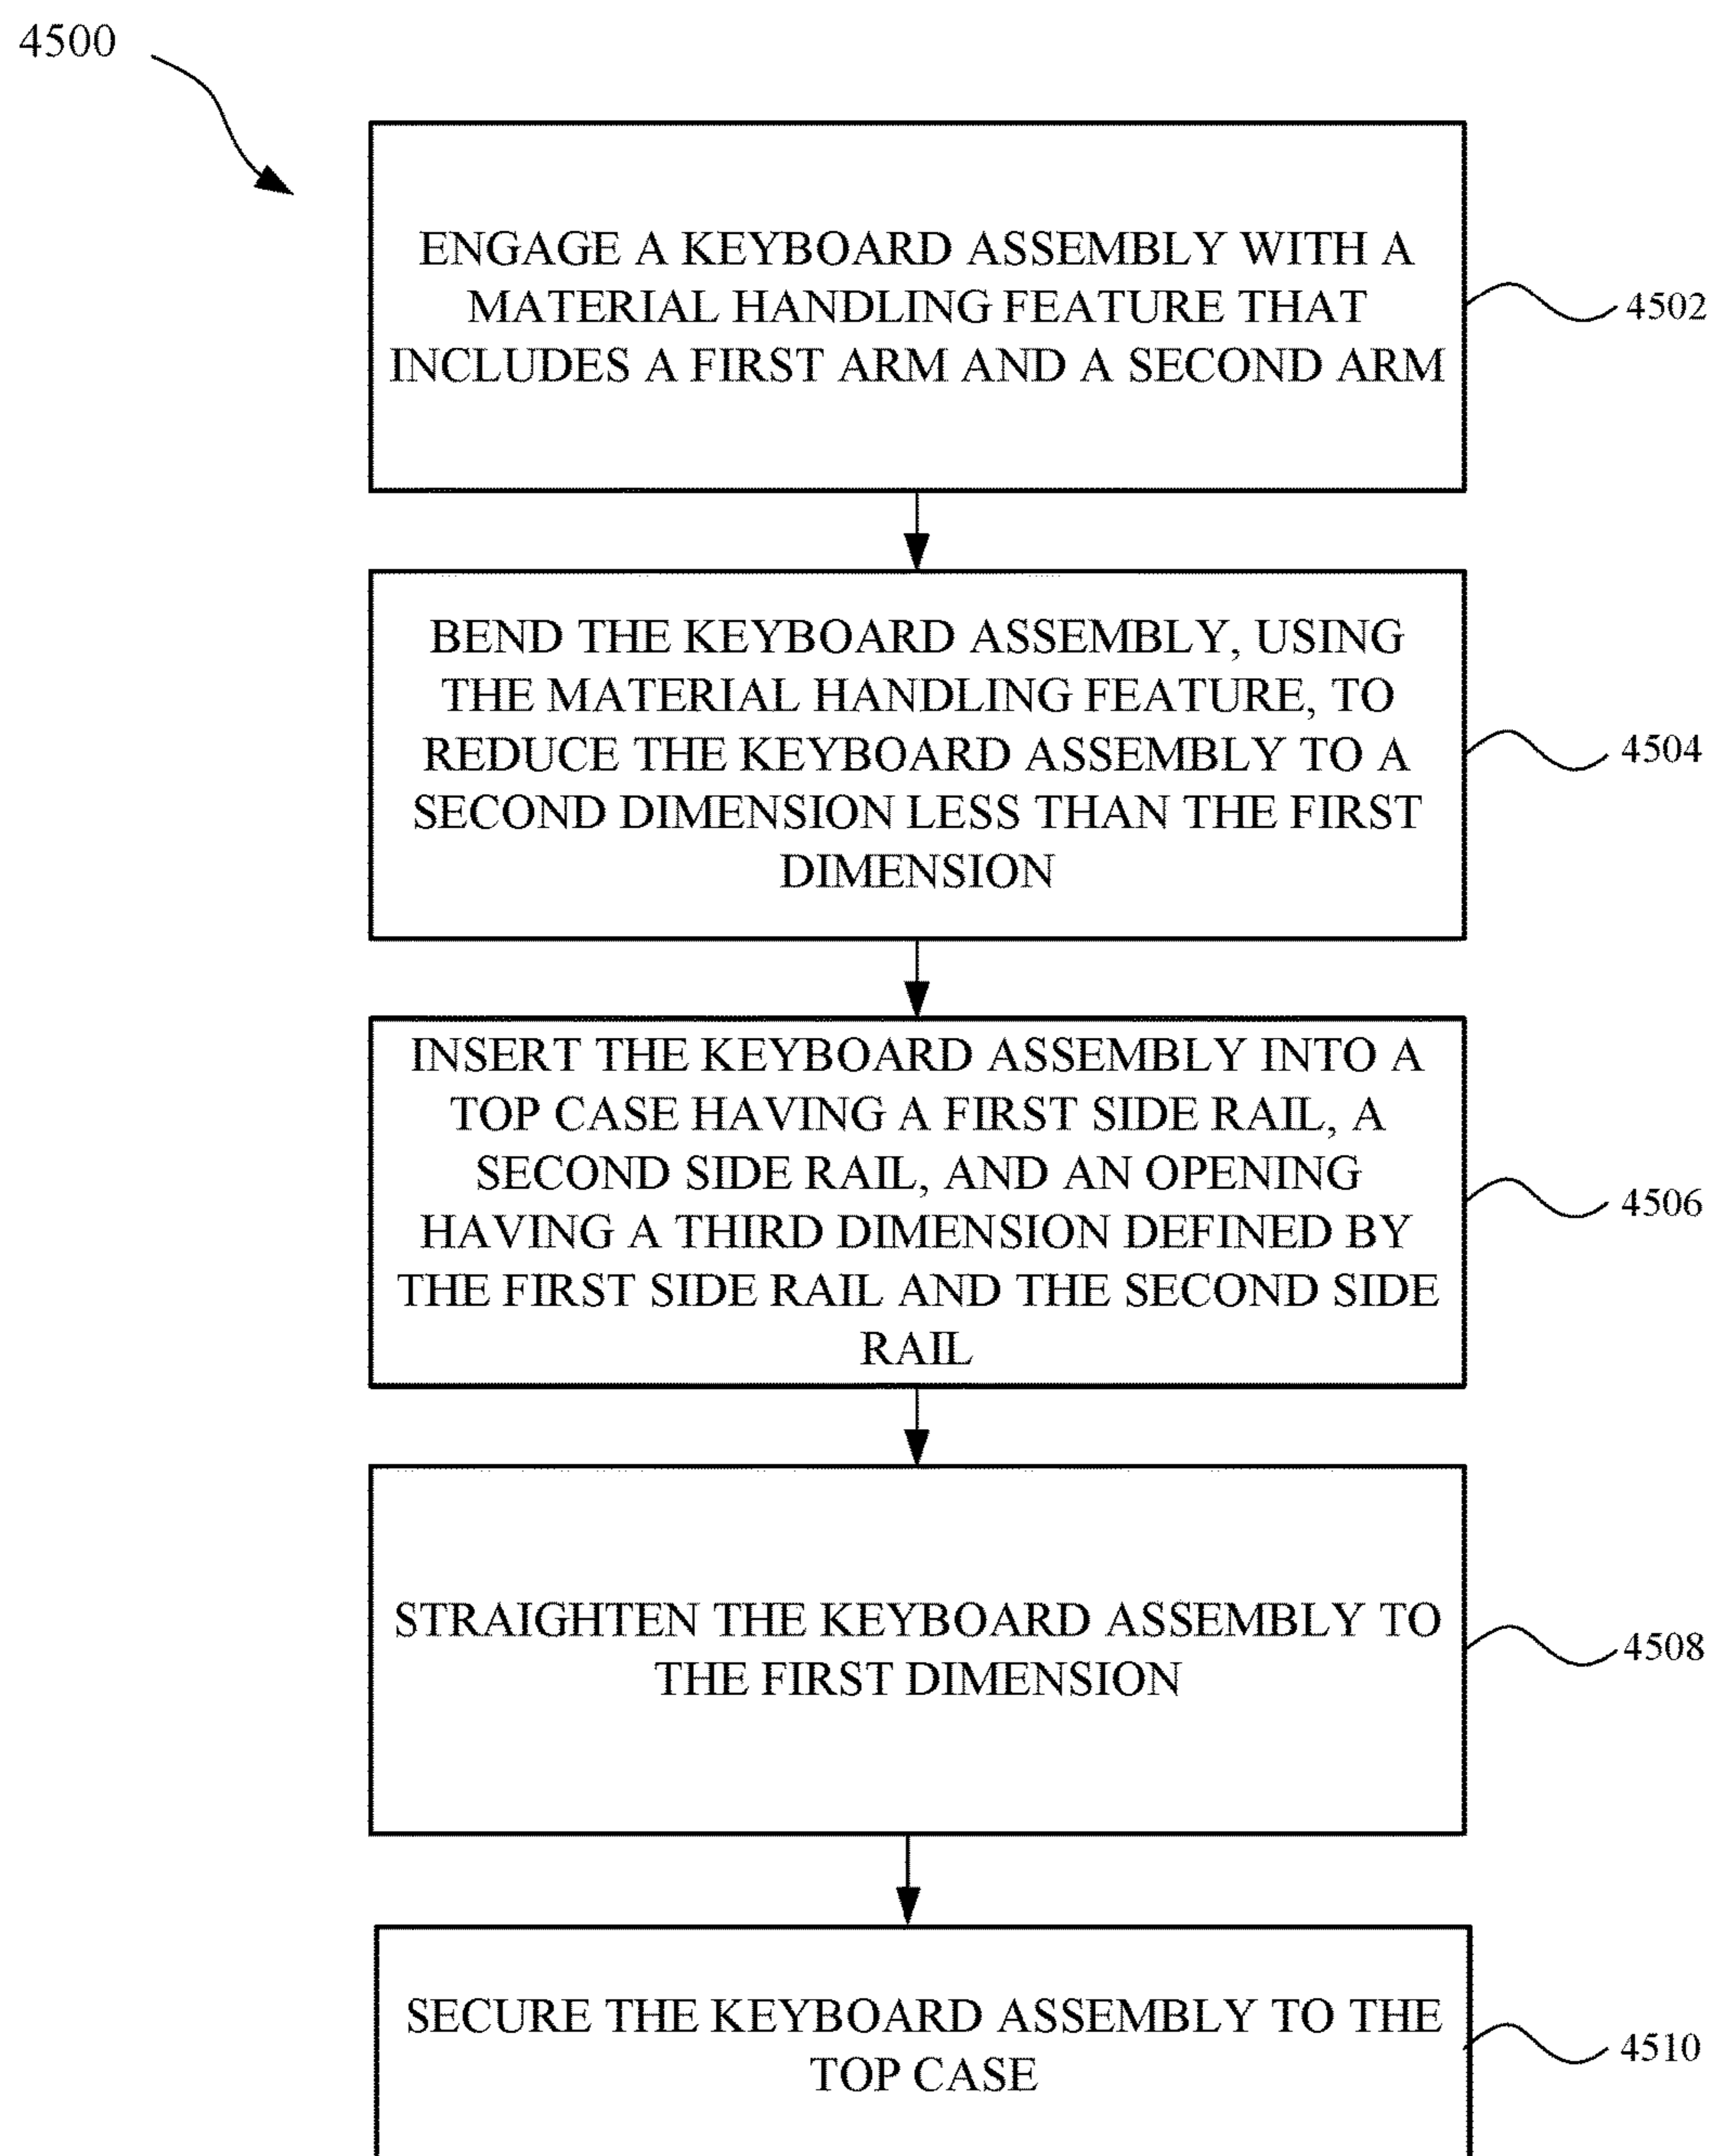 4500
ENGAGE A KEYBOARD ASSEMBLY WITH A
MATERIAL HANDLING FEATURE THAT
INCLUDES A FIRST ARM AND A SECOND ARM
4502
BEND THE KEYBOARD ASSEMBLY, USING
THE MATERIAL HANDLING FEATURE, TO
REDUCE THE KEYBOARD ASSEMBLY TO A
SECOND DIMENSION LESS THAN THE FIRST
DIMENSION
4504
INSERT THE KEYBOARD ASSEMBLY INTO A
TOP CASE HAVING A FIRST SIDE RAIL, A
SECOND SIDE RAIL, AND AN OPENING
HAVING A THIRD DIMENSION DEFINED BY
THE FIRST SIDE RAIL AND THE SECOND SIDE
RAIL
4506
STRAIGHTEN THE KEYBOARD ASSEMBLY TO
THE FIRST DIMENSION
4508
SECURE THE KEYBOARD ASSEMBLY TO THE
TOP CASE
4510